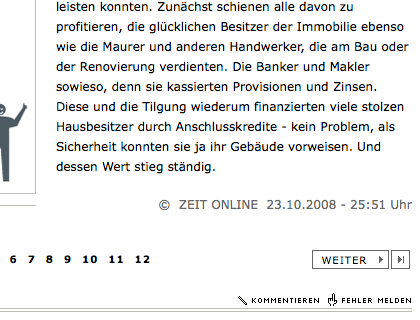 leisten konnten. Zunächst schienen alle davon zu
profitieren, die glücklichen Besitzer der Immobilie ebenso
wie die Maurer und anderen Handwerker, die am Bau oder
der Renovierung verdienten. Die Banker und Makler
sowieso, denn sie kassierten Provisionen und Zinsen.
Diese und die Tilgung wiederum finanzierten viele stolzen
Hausbesitzer durch Anschlusskredite - kein Problem, als
Sicherheit konnten sie ja ihr Gebäude vorweisen. Und
dessen Wert stieg ständig.
© ZEIT ONLINE 23.10.2008 - 25:51 Uhr
6 7 8 9 10 11 12
WEITER
KOMMENTIEREN FEHLER MELDEN